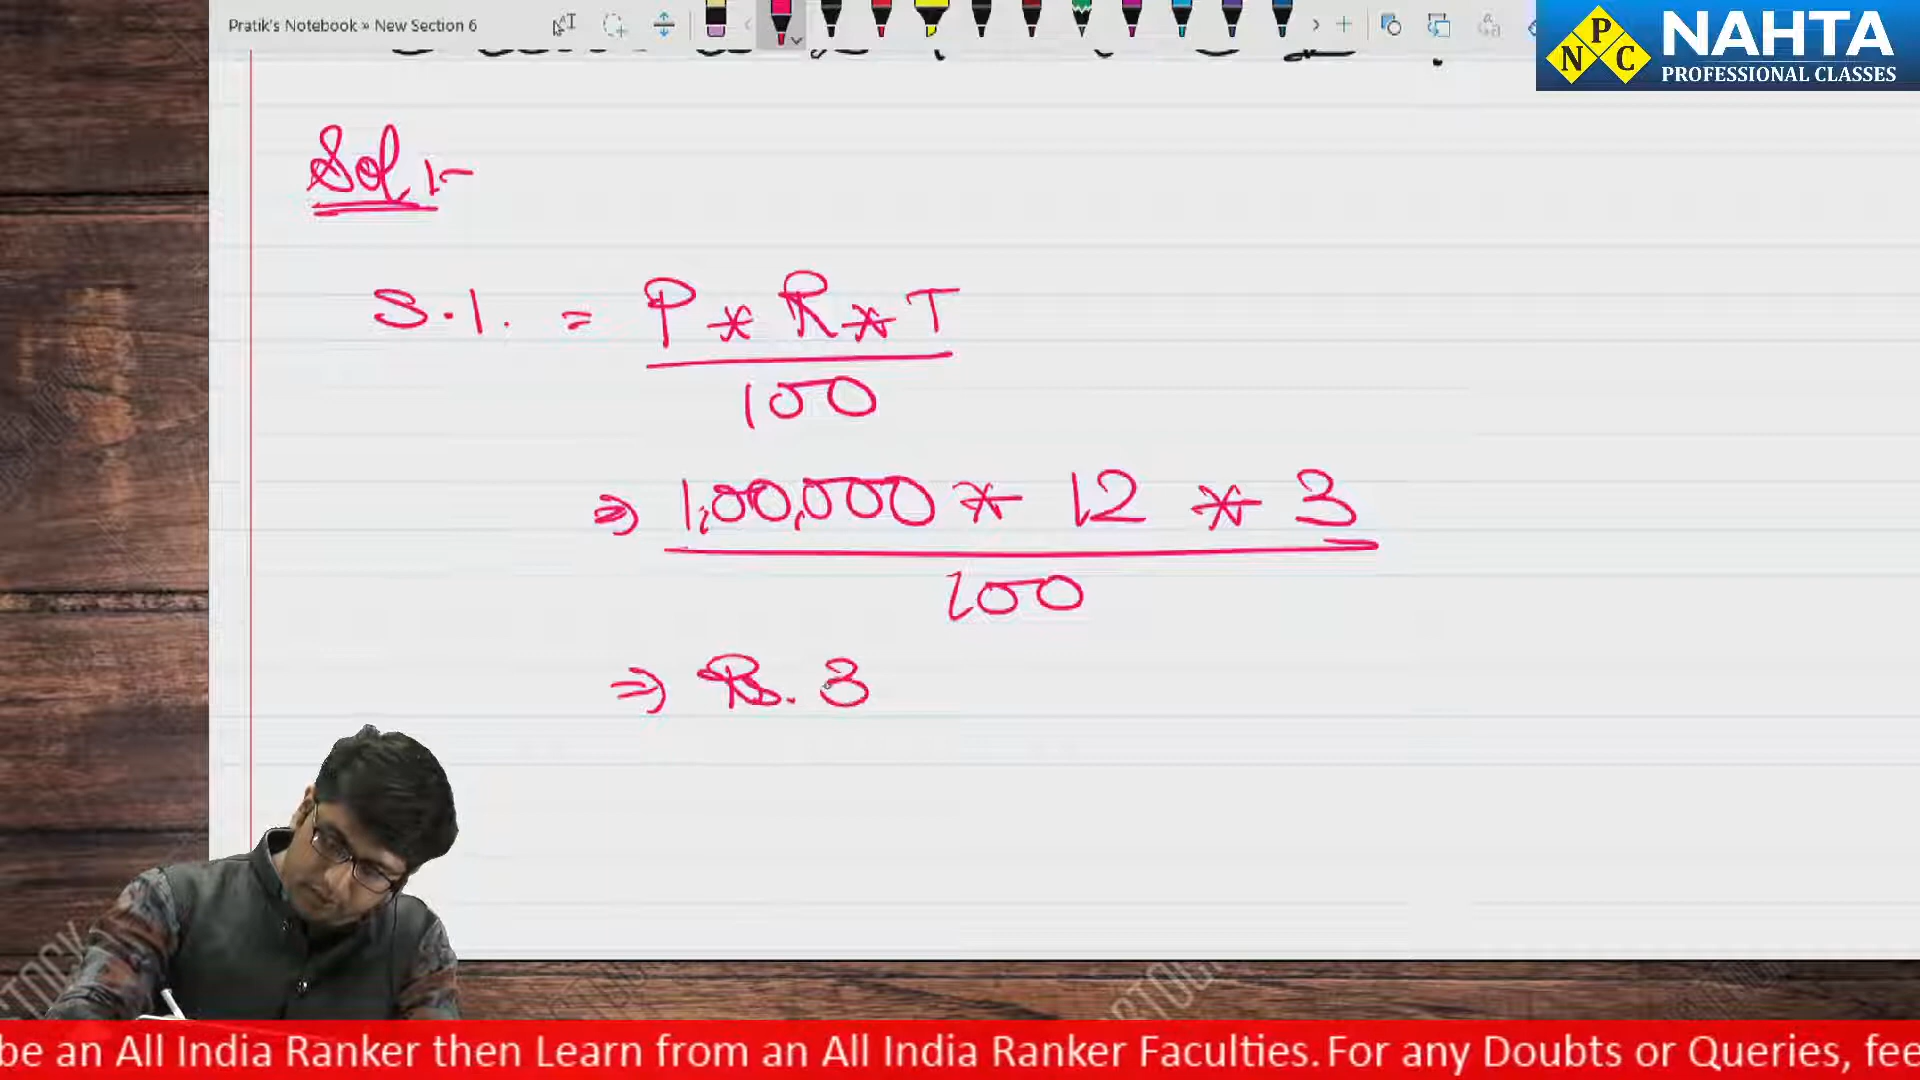 Pratik's Notebook » New Section 6
NPC
NAHTA
PROFESSIONAL CLASSES
Sol :-
S.I. = P * R * T
100
⇒ 1,00,000 * 12 * 3
100
⇒ Rs. 3
be an All India Ranker then Learn from an All India Ranker Faculties. For any Doubts or Queries, fee